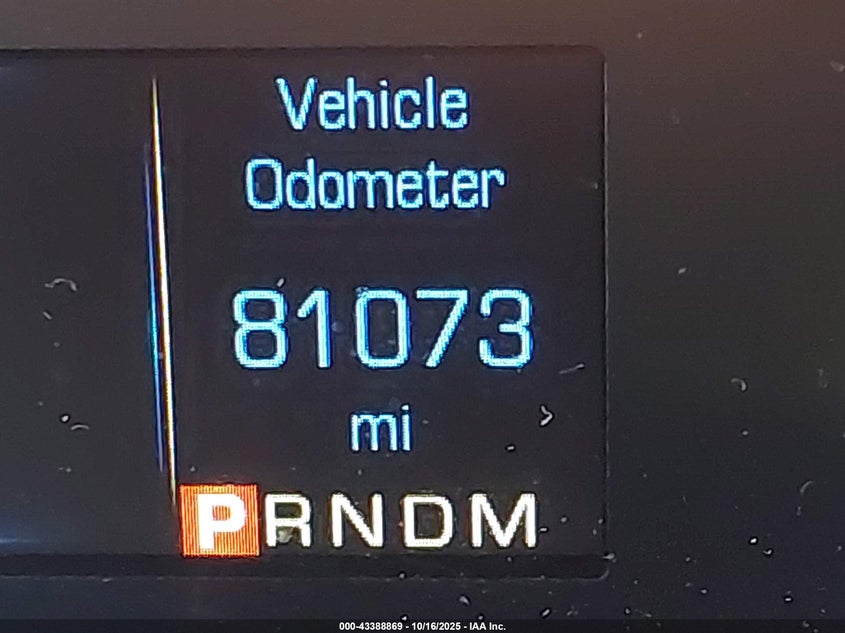 Vehicle
Odometer
81073
mi
PRNDM
000-43388869 - 10/16/2025 - IAA Inc.